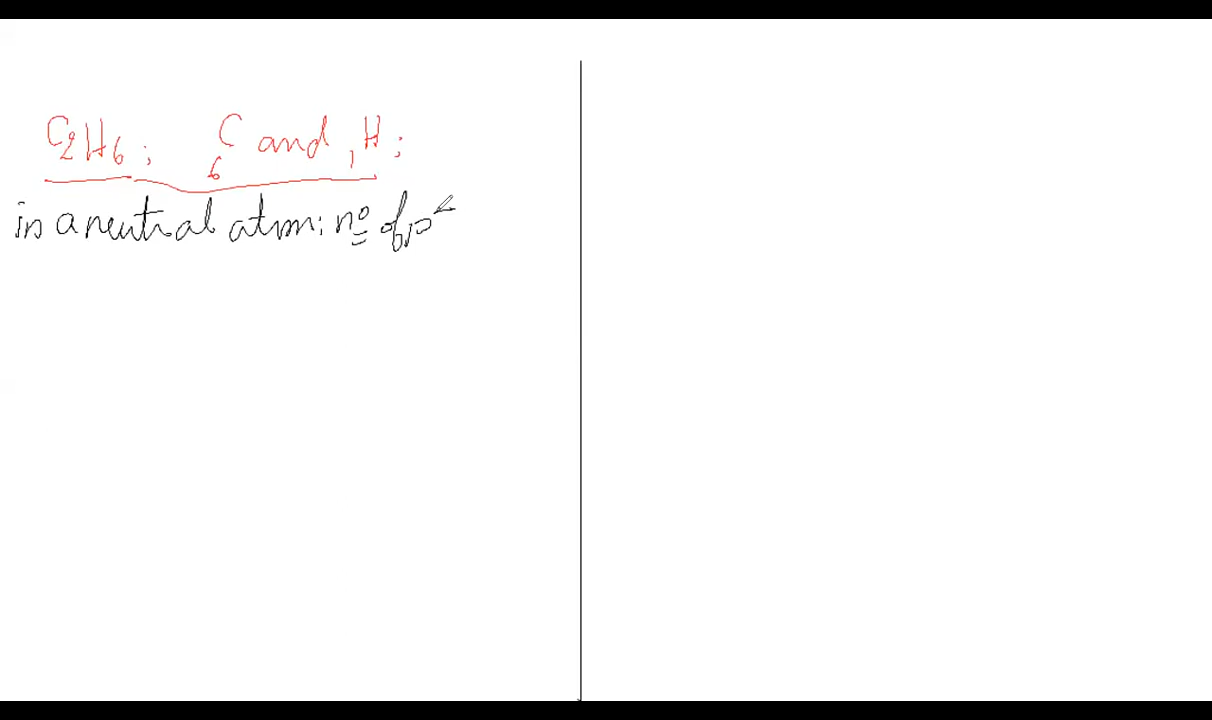 C₂H₆; ₆C and ₁H;
in a neutral atom: nº of p